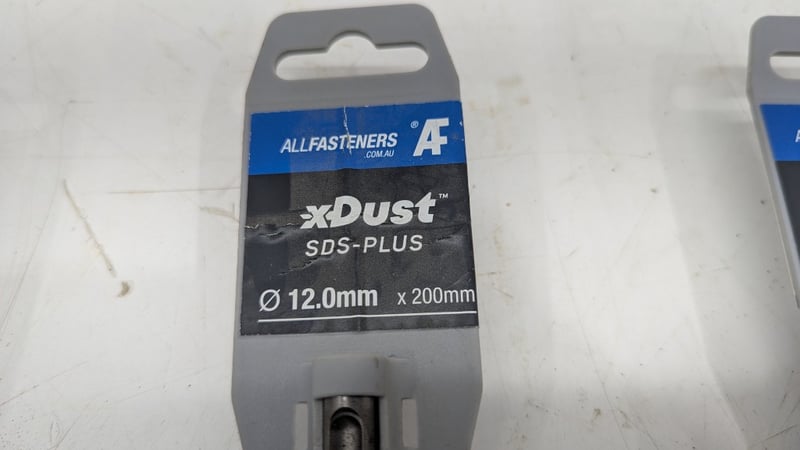 ALLFASTENERS ® AF
.COM.AU
xDust™
SDS-PLUS
Ø 12.0mm x 200mm